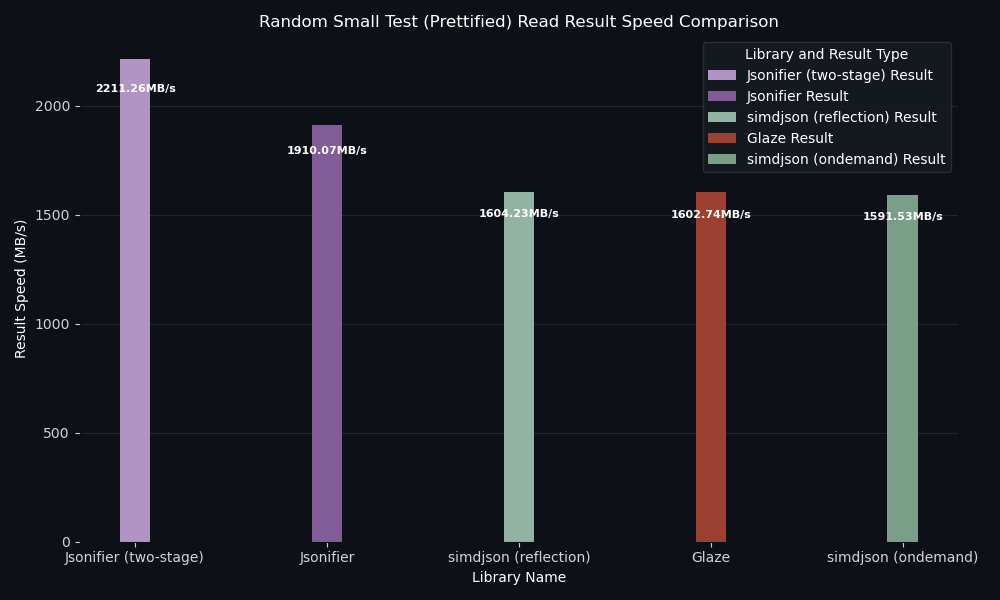 Random Small Test (Prettified) Read Result Speed Comparison
Library and Result Type
Jsonifier (two-stage) Result
Jsonifier Result
simdjson (reflection) Result
Glaze Result
simdjson (ondemand) Result
2211.26MB/s
1910.07MB/s
1604.23MB/s
1602.74MB/s
1591.53MB/s
Result Speed (MB/s)
2000
1500
1000
500
0
Jsonifier (two-stage)
Jsonifier
simdjson (reflection)
Glaze
simdjson (ondemand)
Library Name